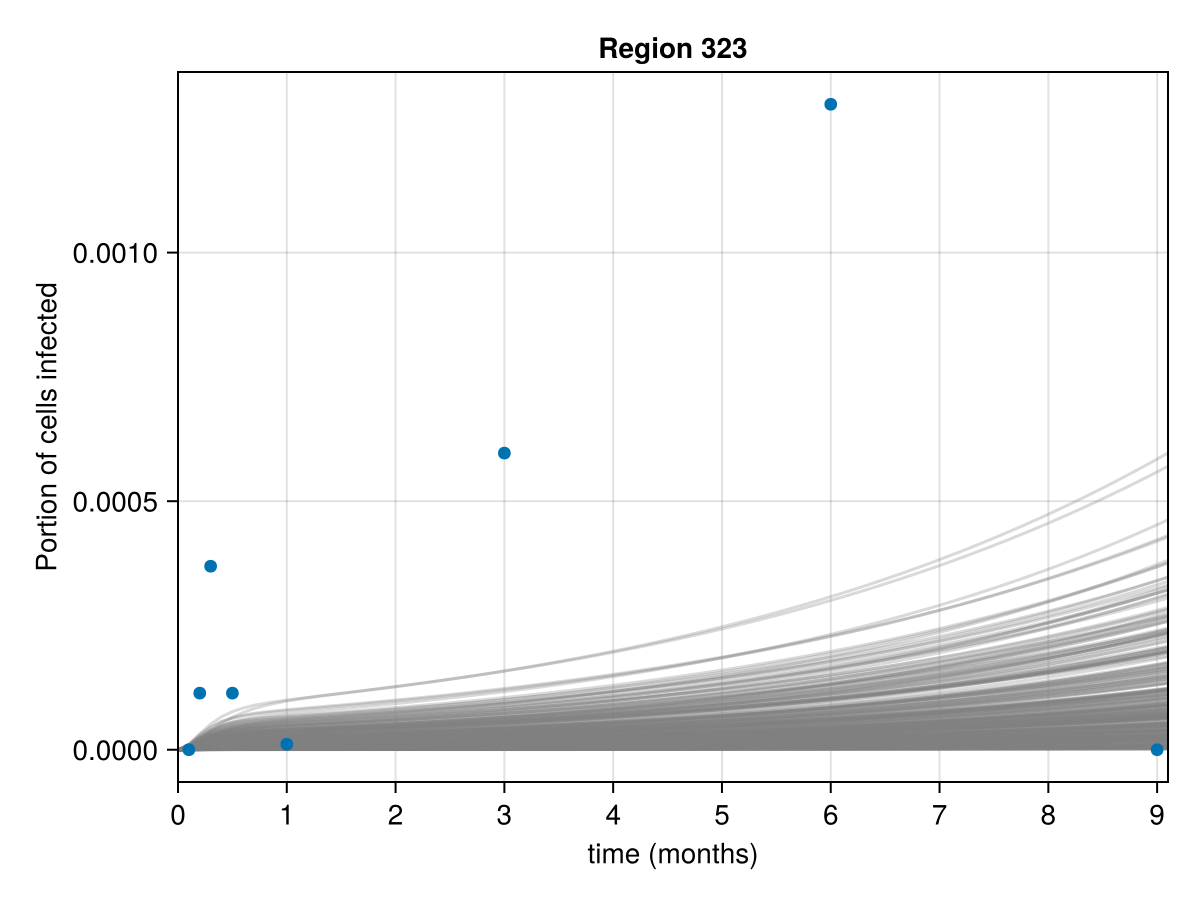 Region 323
Portion of cells infected
0.0010
0.0005
0.0000
0 1 2 3 4 5 6 7 8 9
time (months)